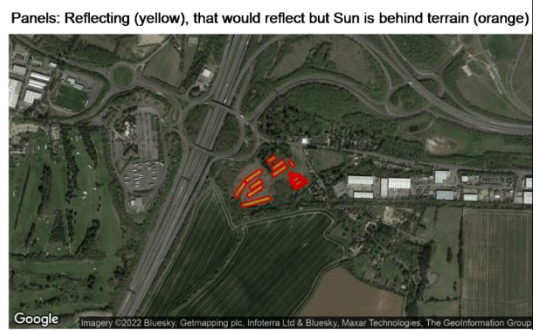 Panels: Reflecting (yellow), that would reflect but Sun is behind terrain (orange)
Google
Imagery ©2022 Bluesky, Getmapping plc, Infoterra Ltd & Bluesky, Maxar Technologies, The GeoInformation Group